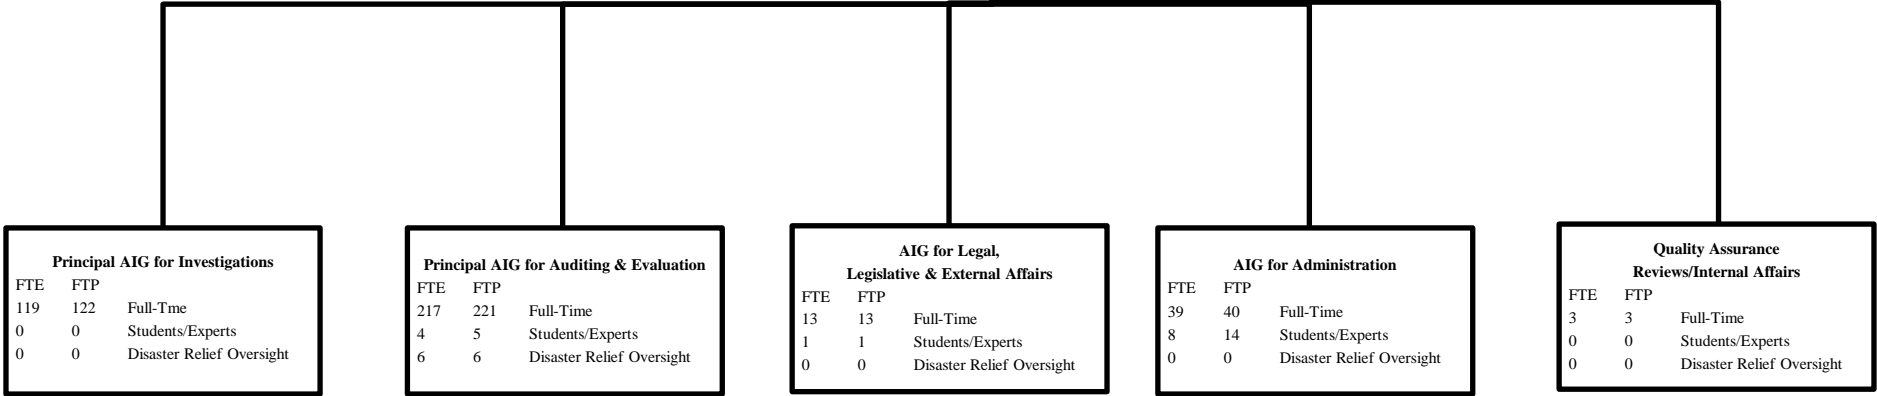 Principal AIG for Investigations
FTE FTP
119 122 Full-Tme
0 0 Students/Experts
0 0 Disaster Relief Oversight
Principal AIG for Auditing & Evaluation
FTE FTP
217 221 Full-Time
4 5 Students/Experts
6 6 Disaster Relief Oversight
AIG for Legal,
Legislative & External Affairs
FTE FTP
13 13 Full-Time
1 1 Students/Experts
0 0 Disaster Relief Oversight
AIG for Administration
FTE FTP
39 40 Full-Time
8 14 Students/Experts
0 0 Disaster Relief Oversight
Quality Assurance
Reviews/Internal Affairs
FTE FTP
3 3 Full-Time
0 0 Students/Experts
0 0 Disaster Relief Oversight